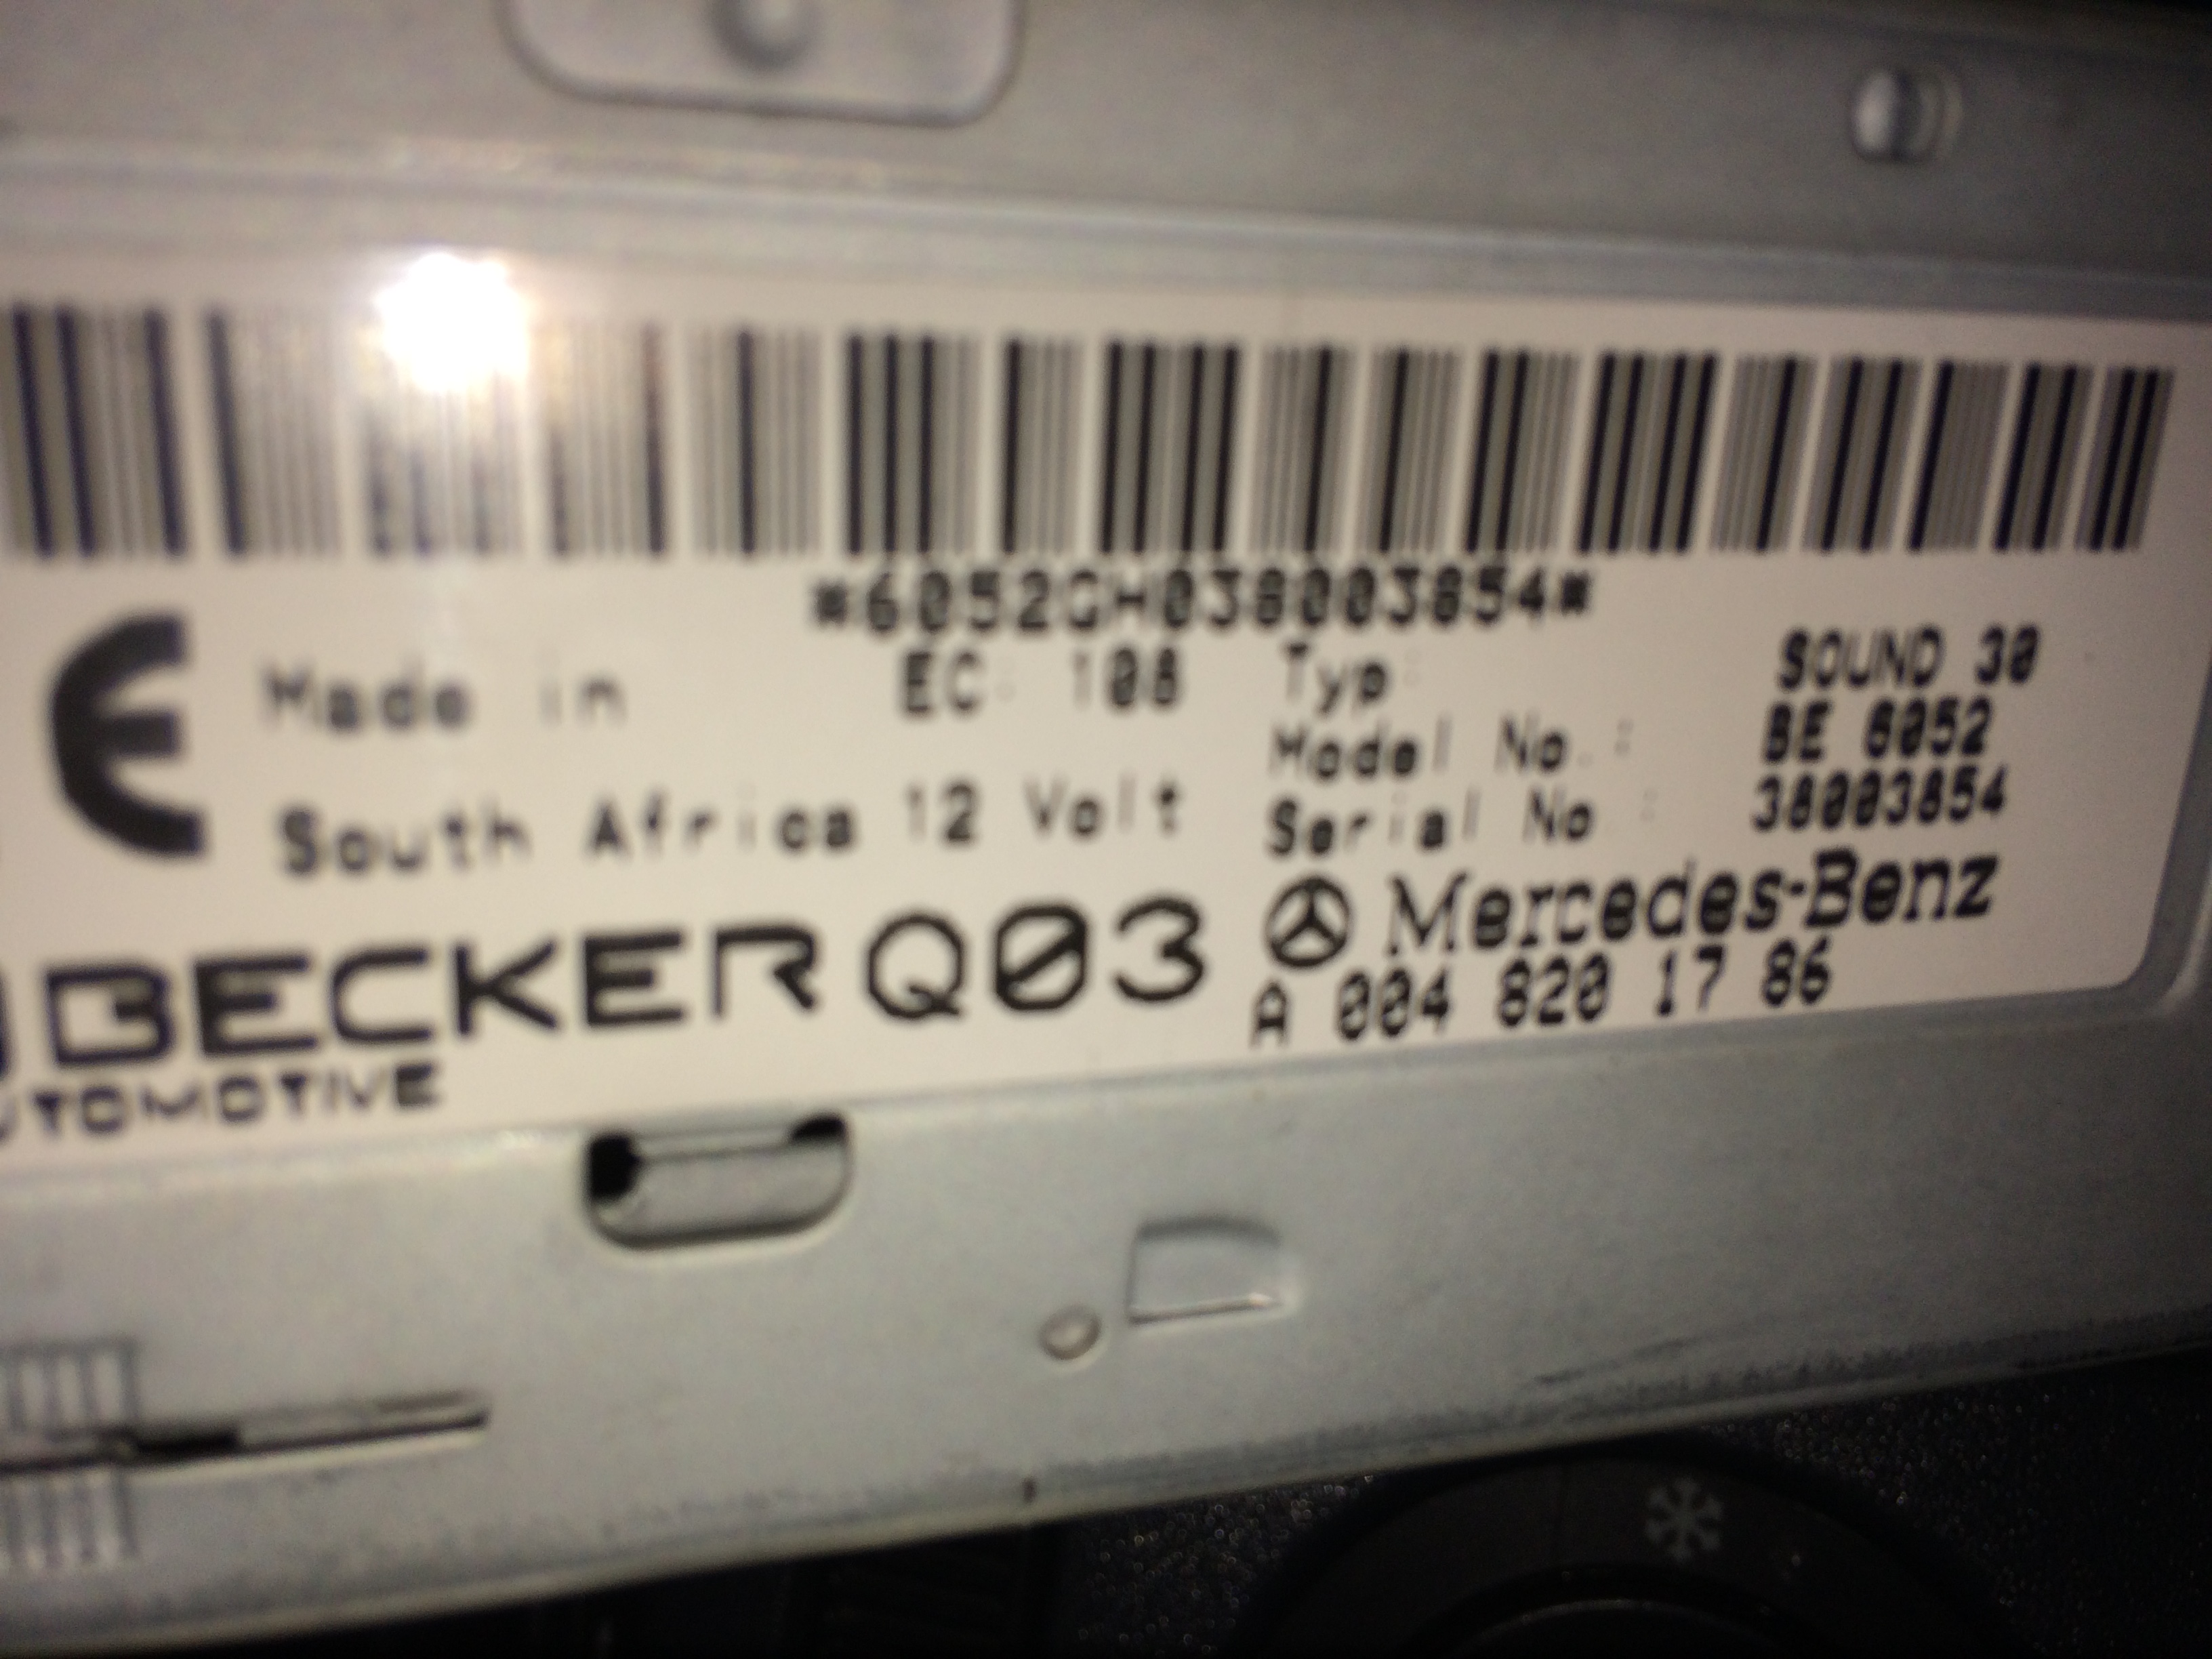 *6052GH038003854*
Made in EC: 108 Typ: SOUND 30
Model No.: BE 6052
South Africa 12 Volt Serial No.: 38003854
BECKER Q03 Mercedes-Benz
AUTOMOTIVE A 004 820 17 86